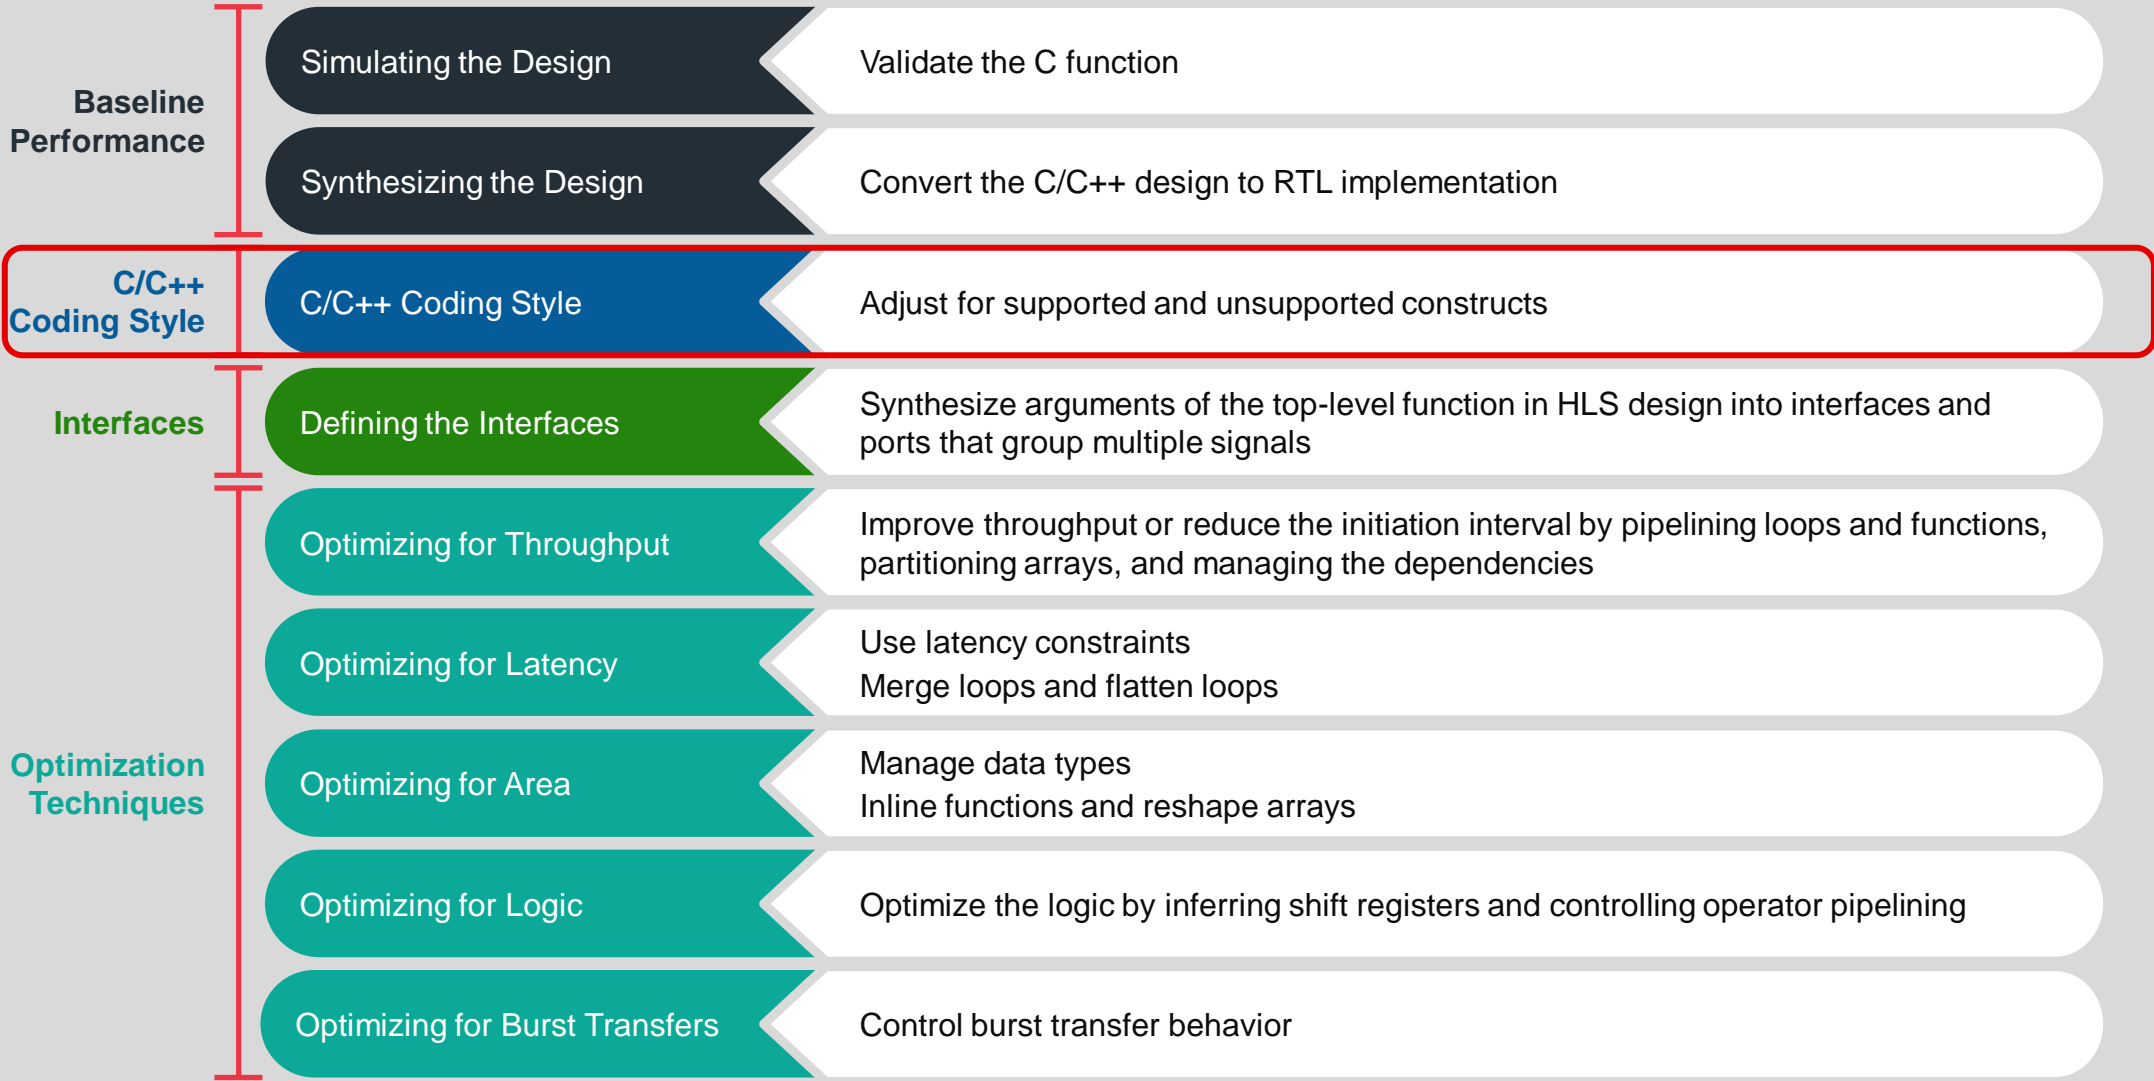 Baseline
Performance
Simulating the Design
Validate the C function
Synthesizing the Design
Convert the C/C++ design to RTL implementation
C/C++
Coding Style
C/C++ Coding Style
Adjust for supported and unsupported constructs
Interfaces
Defining the Interfaces
Synthesize arguments of the top-level function in HLS design into interfaces and
ports that group multiple signals
Optimization
Techniques
Optimizing for Throughput
Improve throughput or reduce the initiation interval by pipelining loops and functions,
partitioning arrays, and managing the dependencies
Optimizing for Latency
Use latency constraints
Merge loops and flatten loops
Optimizing for Area
Manage data types
Inline functions and reshape arrays
Optimizing for Logic
Optimize the logic by inferring shift registers and controlling operator pipelining
Optimizing for Burst Transfers
Control burst transfer behavior